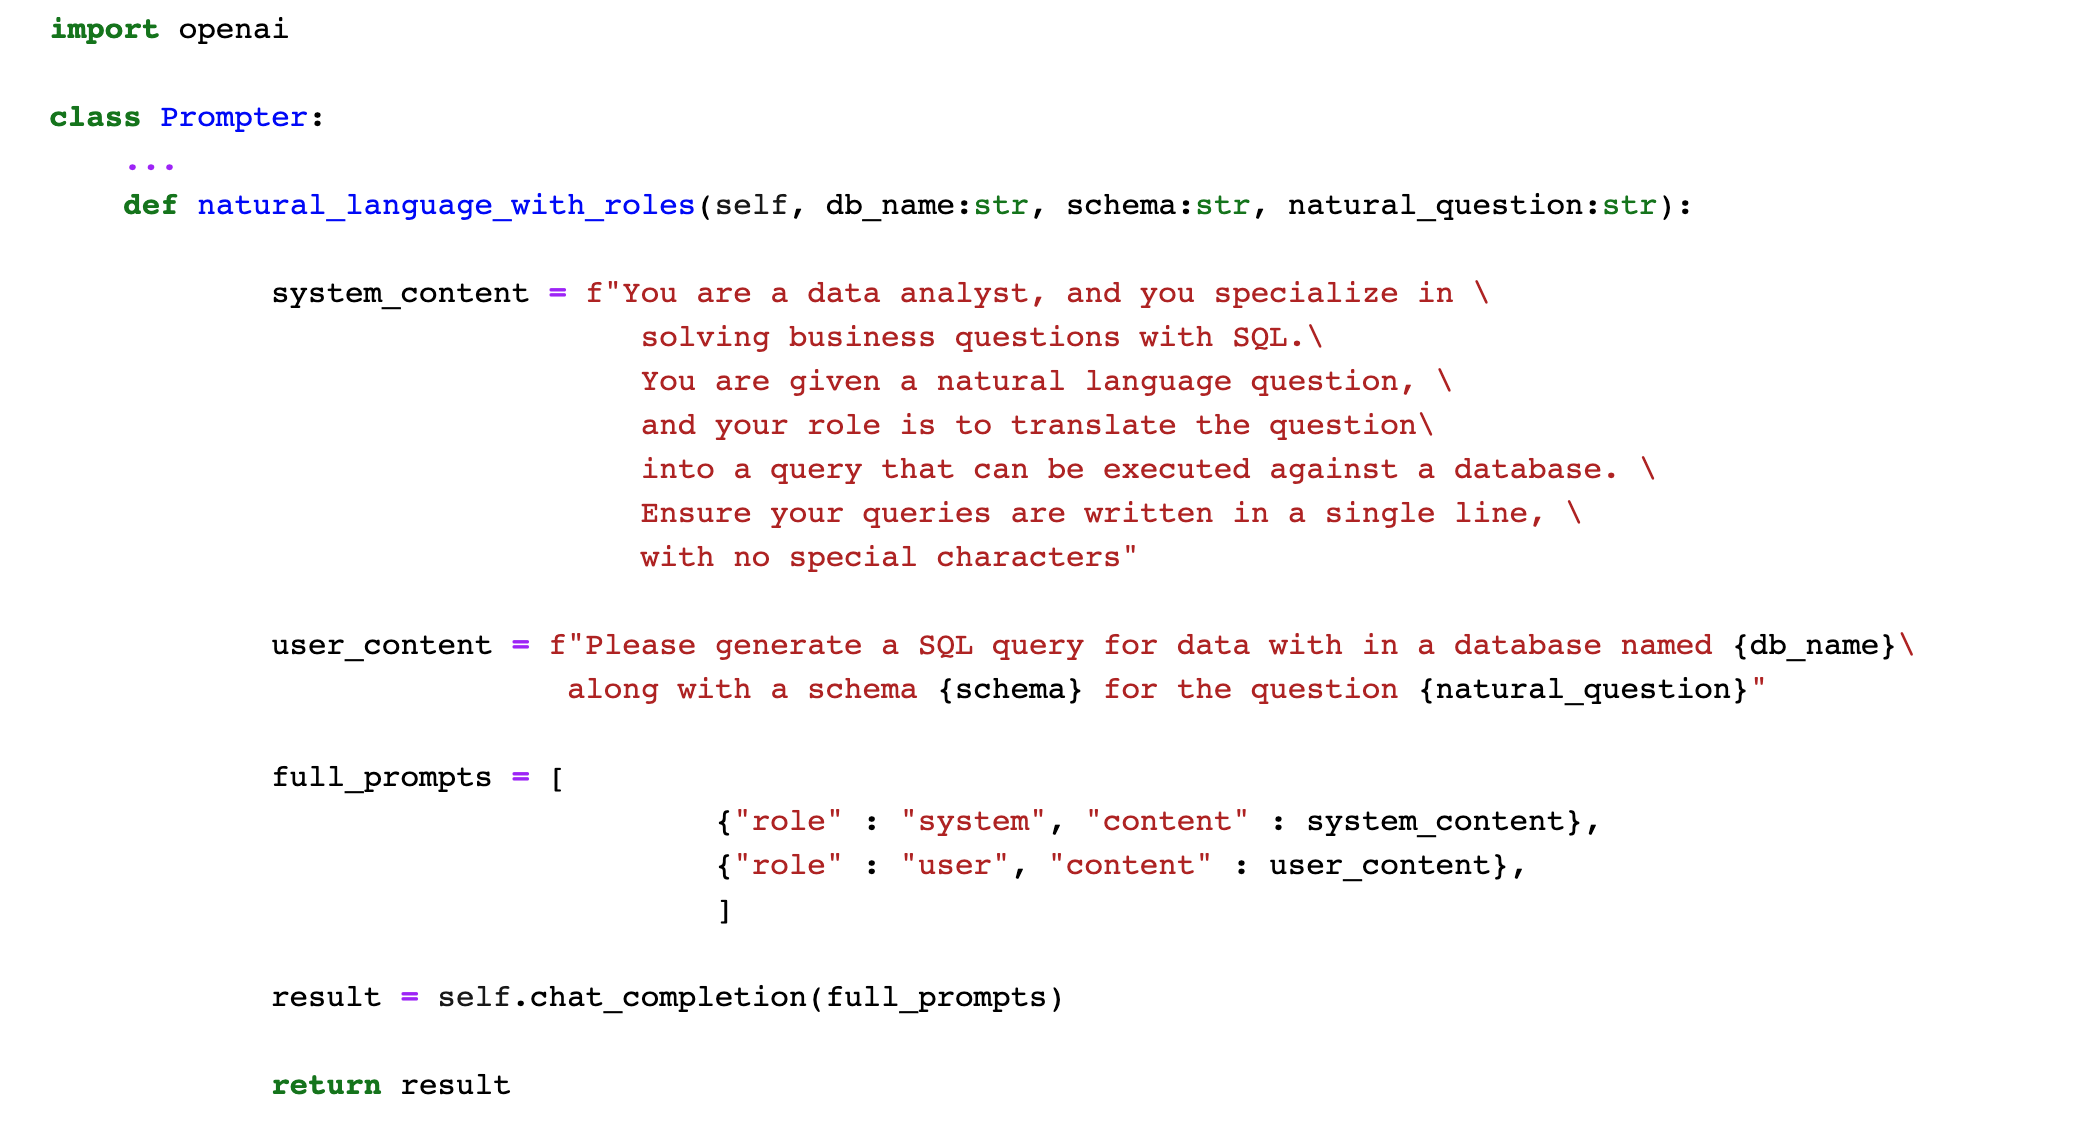 import openai
class Prompter:
...
def natural_language_with_roles(self, db_name:str, schema:str, natural_question:str):
system_content = f"You are a data analyst, and you specialize in \
solving business questions with SQL.\
You are given a natural language question, \
and your role is to translate the question\
into a query that can be executed against a database. \
Ensure your queries are written in a single line, \
with no special characters"
user_content = f"Please generate a SQL query for data with in a database named {db_name}\
along with a schema {schema} for the question {natural_question}"
full_prompts = [
{"role" : "system", "content" : system_content},
{"role" : "user", "content" : user_content},
]
result = self.chat_completion(full_prompts)
return result